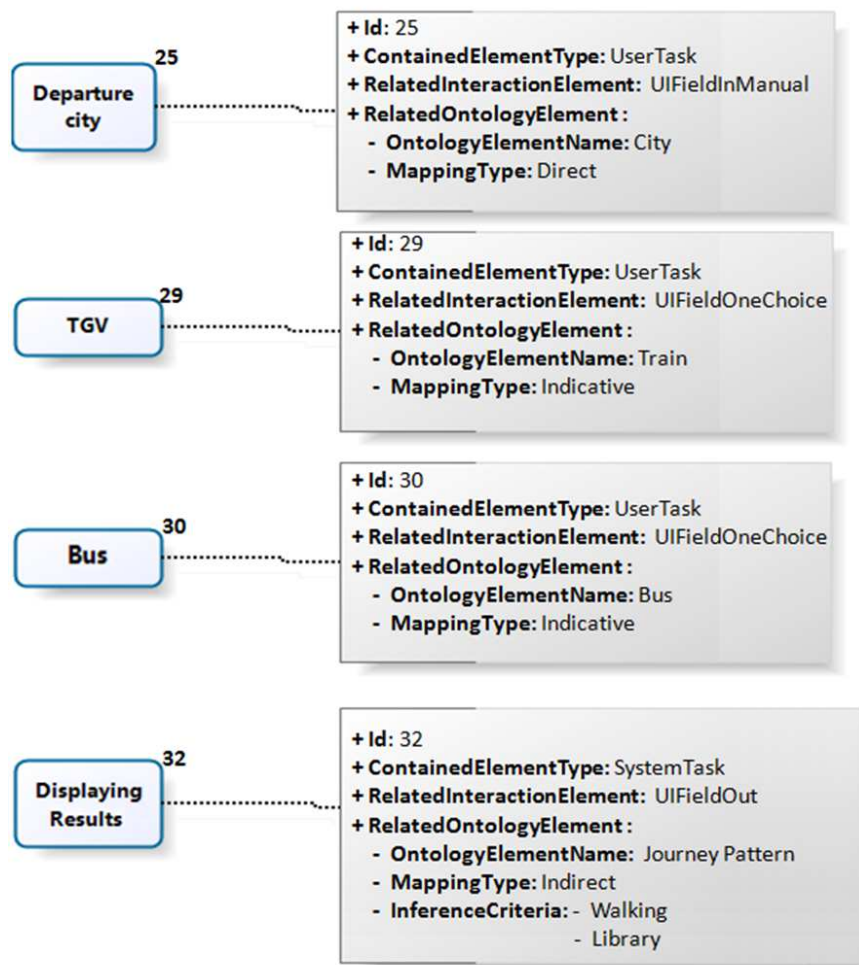 25
Departure
city
+ Id: 25
+ ContainedElementType: UserTask
+ RelatedInteractionElement: UIFieldInManual
+ RelatedOntologyElement :
- OntologyElementName: City
- MappingType: Direct
29
TGV
+ Id: 29
+ ContainedElementType: UserTask
+ RelatedInteractionElement: UIFieldOneChoice
+ RelatedOntologyElement :
- OntologyElementName: Train
- MappingType: Indicative
30
Bus
+ Id: 30
+ ContainedElementType: UserTask
+ RelatedInteractionElement: UIFieldOneChoice
+ RelatedOntologyElement :
- OntologyElementName: Bus
- MappingType: Indicative
32
Displaying
Results
+ Id: 32
+ ContainedElementType: SystemTask
+ RelatedInteractionElement: UIFieldOut
+ RelatedOntologyElement :
- OntologyElementName: Journey Pattern
- MappingType: Indirect
- InferenceCriteria: - Walking
- Library